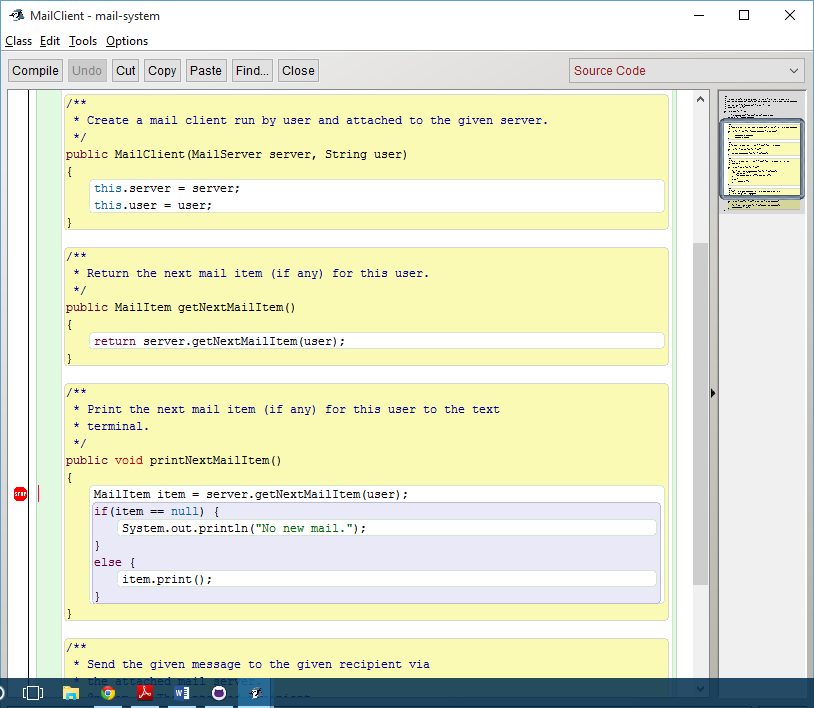 MailClient - mail-system
Class Edit Tools Options
Compile Undo Cut Copy Paste Find... Close Source Code
/**
 * Create a mail client run by user and attached to the given server.
 */
public MailClient(MailServer server, String user)
{
    this.server = server;
    this.user = user;
}
/**
 * Return the next mail item (if any) for this user.
 */
public MailItem getNextMailItem()
{
    return server.getNextMailItem(user);
}
/**
 * Print the next mail item (if any) for this user to the text
 * terminal.
 */
public void printNextMailItem()
{
STOP
    MailItem item = server.getNextMailItem(user);
    if(item == null) {
        System.out.println("No new mail.");
    }
    else {
        item.print();
    }
}
/**
 * Send the given message to the given recipient via
 * the attached mail server.